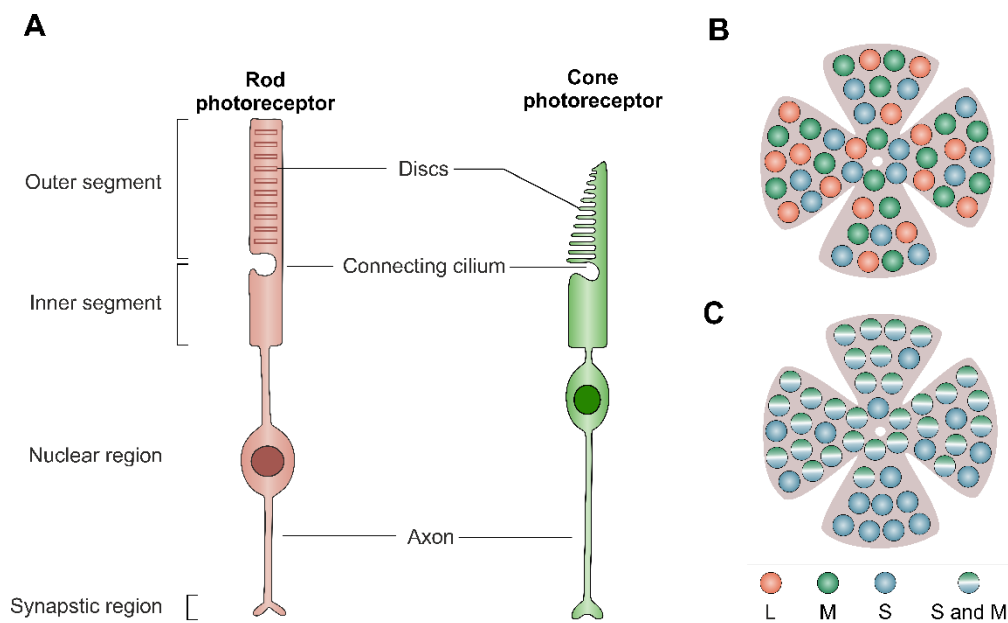 A
Rod
photoreceptor
Cone
photoreceptor
Outer segment
Discs
Connecting cilium
Inner segment
Nuclear region
Axon
Synapstic region
B
C
L
M
S
S and M